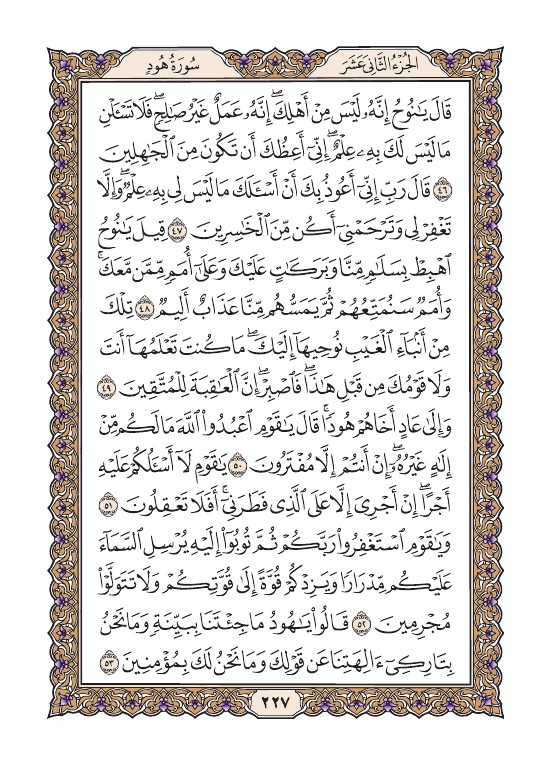 الجُزْءُ الثَّانِي عَشَرَ
سُورَةُ هُودٍ
قَالَ يَٰنُوحُ إِنَّهُۥ لَيۡسَ مِنۡ أَهۡلِكَۖ إِنَّهُۥ عَمَلٌ غَيۡرُ صَٰلِحٖۖ فَلَا تَسۡـَٔلۡنِ
مَا لَيۡسَ لَكَ بِهِۦ عِلۡمٌۖ إِنِّيٓ أَعِظُكَ أَن تَكُونَ مِنَ ٱلۡجَٰهِلِينَ
٤٦ قَالَ رَبِّ إِنِّيٓ أَعُوذُ بِكَ أَنۡ أَسۡـَٔلَكَ مَا لَيۡسَ لِي بِهِۦ عِلۡمٞۖ وَإِلَّا
تَغۡفِرۡ لِي وَتَرۡحَمۡنِيٓ أَكُن مِّنَ ٱلۡخَٰسِرِينَ ٤٧ قِيلَ يَٰنُوحُ
ٱهۡبِطۡ بِسَلَٰمٖ مِّنَّا وَبَرَكَٰتٍ عَلَيۡكَ وَعَلَىٰٓ أُمَمٖ مِّمَّن مَّعَكَۚ
وَأُمَمٞ سَنُمَتِّعُهُمۡ ثُمَّ يَمَسُّهُم مِّنَّا عَذَابٌ أَلِيمٞ ٤٨ تِلۡكَ
مِنۡ أَنۢبَآءِ ٱلۡغَيۡبِ نُوحِيهَآ إِلَيۡكَۖ مَا كُنتَ تَعۡلَمُهَآ أَنتَ
وَلَا قَوۡمُكَ مِن قَبۡلِ هَٰذَاۖ فَٱصۡبِرۡۖ إِنَّ ٱلۡعَٰقِبَةَ لِلۡمُتَّقِينَ ٤٩
وَإِلَىٰ عَادٍ أَخَاهُمۡ هُودٗاۚ قَالَ يَٰقَوۡمِ ٱعۡبُدُواْ ٱللَّهَ مَا لَكُم مِّنۡ
إِلَٰهٍ غَيۡرُهُۥٓۖ إِنۡ أَنتُمۡ إِلَّا مُفۡتَرُونَ ٥٠ يَٰقَوۡمِ لَآ أَسۡـَٔلُكُمۡ عَلَيۡهِ
أَجۡرًاۖ إِنۡ أَجۡرِيَ إِلَّا عَلَى ٱلَّذِي فَطَرَنِيٓۚ أَفَلَا تَعۡقِلُونَ ٥١
وَيَٰقَوۡمِ ٱسۡتَغۡفِرُواْ رَبَّكُمۡ ثُمَّ تُوبُوٓاْ إِلَيۡهِ يُرۡسِلِ ٱلسَّمَآءَ
عَلَيۡكُم مِّدۡرَارٗا وَيَزِدۡكُمۡ قُوَّةً إِلَىٰ قُوَّتِكُمۡ وَلَا تَتَوَلَّوۡاْ
مُجۡرِمِينَ ٥٢ قَالُواْ يَٰهُودُ مَا جِئۡتَنَا بِبَيِّنَةٖ وَمَا نَحۡنُ
بِتَارِكِيٓ ءَالِهَتِنَا عَن قَوۡلِكَ وَمَا نَحۡنُ لَكَ بِمُؤۡمِنِينَ ٥٣
٢٢٧